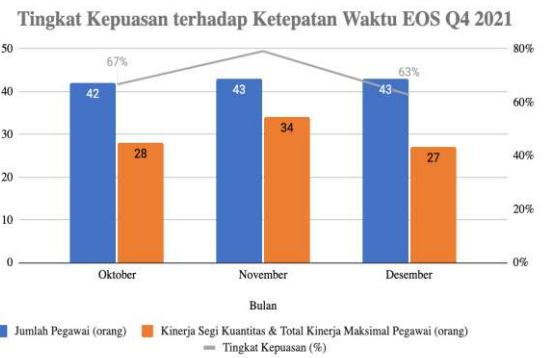 Tingkat Kepuasan terhadap Ketepatan Waktu EOS Q4 2021
50
40
30
20
10
0
80%
60%
40%
20%
0%
67%
63%
42
28
43
34
43
27
Oktober
November
Desember
Bulan
Jumlah Pegawai (orang)
Kinerja Segi Kuantitas & Total Kinerja Maksimal Pegawai (orang)
Tingkat Kepuasan (%)